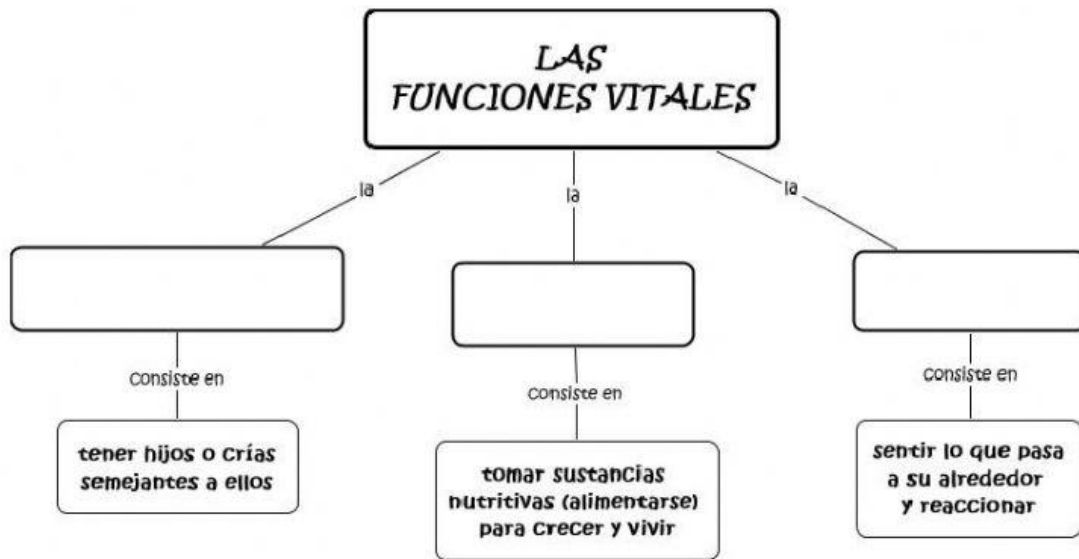 LAS
FUNCIONES VITALES
la
la
la
consiste en
tener hijos o crías
semejantes a ellos
consiste en
tomar sustancias
nutritivas (alimentarse)
para crecer y vivir
consiste en
sentir lo que pasa
a su alrededor
y reaccionar